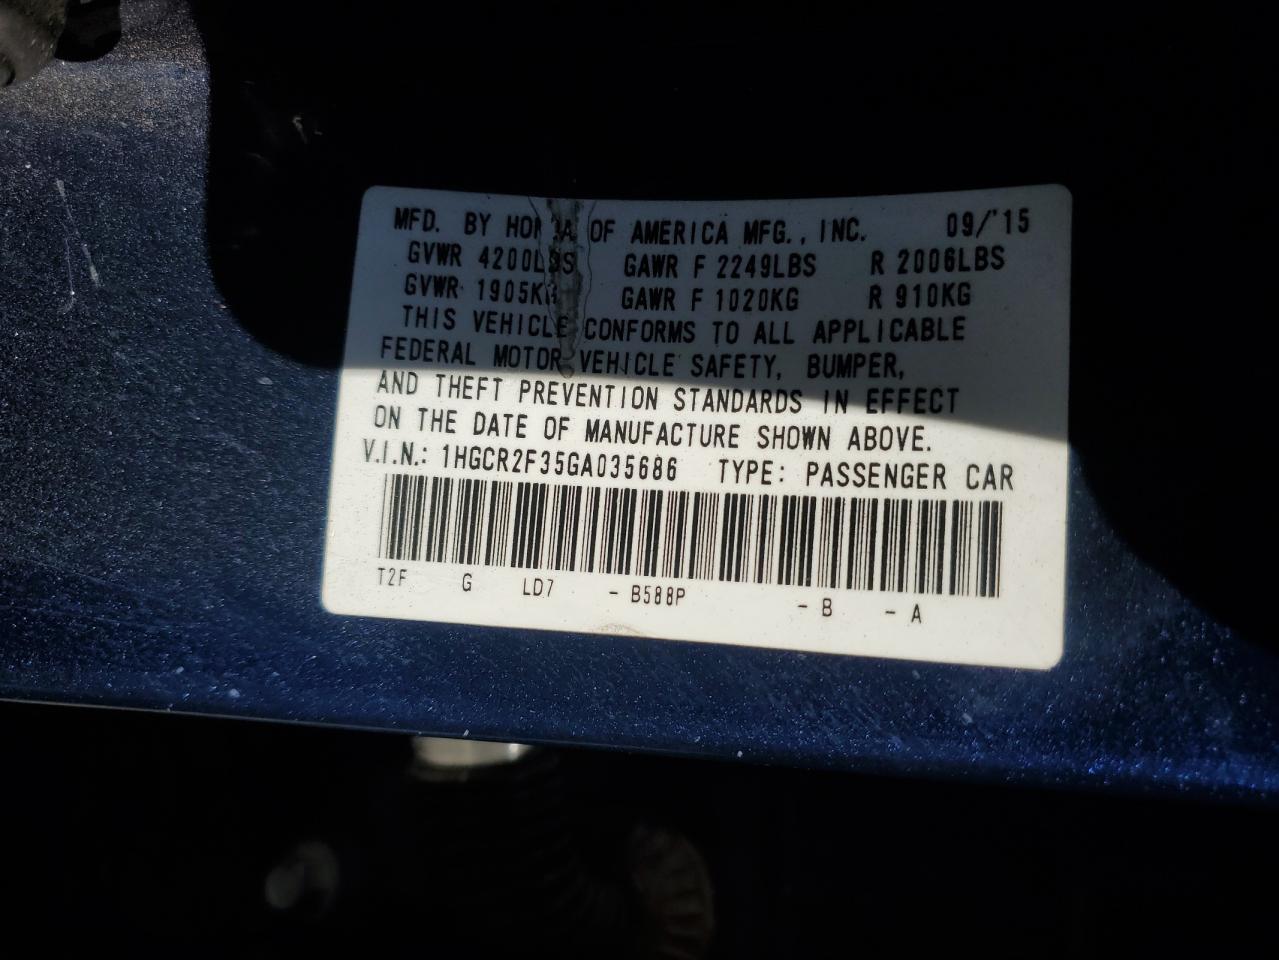 MFD. BY HONDA OF AMERICA MFG., INC. 09/'15
GVWR 4200LBS GAWR F 2249LBS R 2006LBS
GVWR 1905KG GAWR F 1020KG R 910KG
THIS VEHICLE CONFORMS TO ALL APPLICABLE
FEDERAL MOTOR VEHICLE SAFETY, BUMPER,
AND THEFT PREVENTION STANDARDS IN EFFECT
ON THE DATE OF MANUFACTURE SHOWN ABOVE.
V.I.N.: 1HGCR2F35GA035686 TYPE: PASSENGER CAR
T2F G LD7 - B588P - B - A